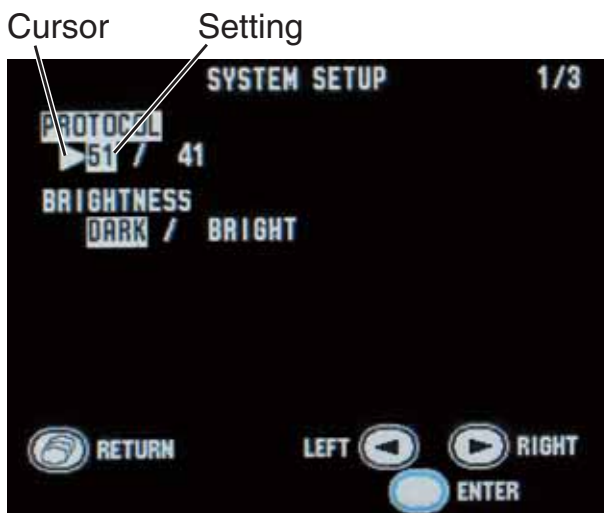 Cursor Setting
SYSTEM SETUP 1/3
PROTOCOL
51 / 41
BRIGHTNESS
DARK / BRIGHT
RETURN LEFT RIGHT
ENTER